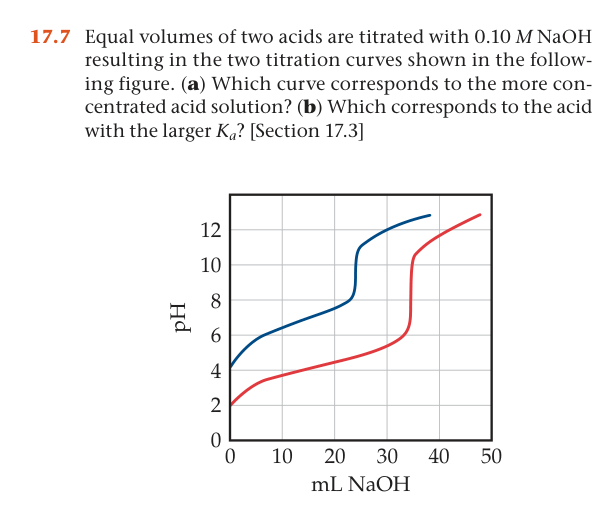 17.7 Equal volumes of two acids are titrated with 0.10 M NaOH
resulting in the two titration curves shown in the follow-
ing figure. (a) Which curve corresponds to the more con-
centrated acid solution? (b) Which corresponds to the acid
with the larger Ka? [Section 17.3]
12
10
8
pH
6
4
2
0
0 10 20 30 40 50
mL NaOH